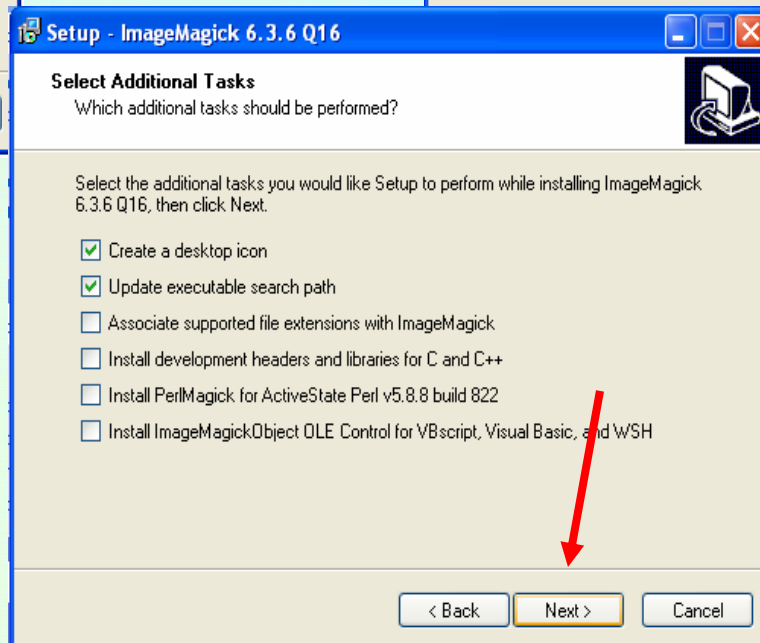 Setup - ImageMagick 6.3.6 Q16
Select Additional Tasks
Which additional tasks should be performed?
Select the additional tasks you would like Setup to perform while installing ImageMagick
6.3.6 Q16, then click Next.
Create a desktop icon
Update executable search path
Associate supported file extensions with ImageMagick
Install development headers and libraries for C and C++
Install PerlMagick for ActiveState Perl v5.8.8 build 822
Install ImageMagickObject OLE Control for VBscript, Visual Basic, and WSH
< Back Next > Cancel